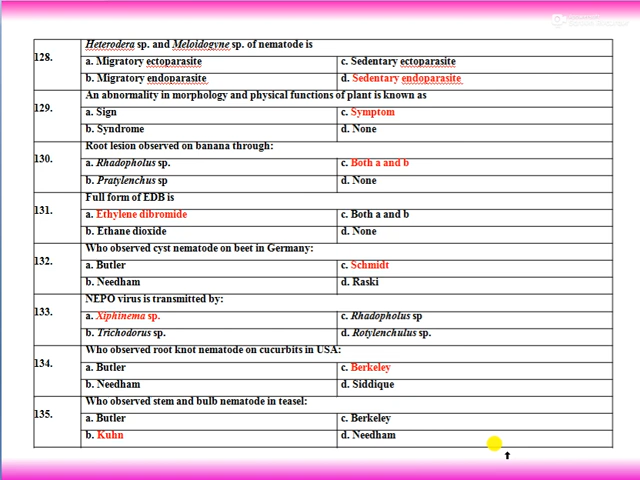 128.
Heterodera sp. and Meloidogyne sp. of nematode is
a. Migratory ectoparasite c. Sedentary ectoparasite
b. Migratory endoparasite d. Sedentary endoparasite
129.
An abnormality in morphology and physical functions of plant is known as
a. Sign c. Symptom
b. Syndrome d. None
130.
Root lesion observed on banana through:
a. Rhadopholus sp. c. Both a and b
b. Pratylenchus sp d. None
131.
Full form of EDB is
a. Ethylene dibromide c. Both a and b
b. Ethane dioxide d. None
132.
Who observed cyst nematode on beet in Germany:
a. Butler c. Schmidt
b. Needham d. Raski
133.
NEPO virus is transmitted by:
a. Xiphinema sp. c. Rhadopholus sp
b. Trichodorus sp. d. Rotylenchulus sp.
134.
Who observed root knot nematode on cucurbits in USA:
a. Butler c. Berkeley
b. Needham d. Siddique
135.
Who observed stem and bulb nematode in teasel:
a. Butler c. Berkeley
b. Kuhn d. Needham